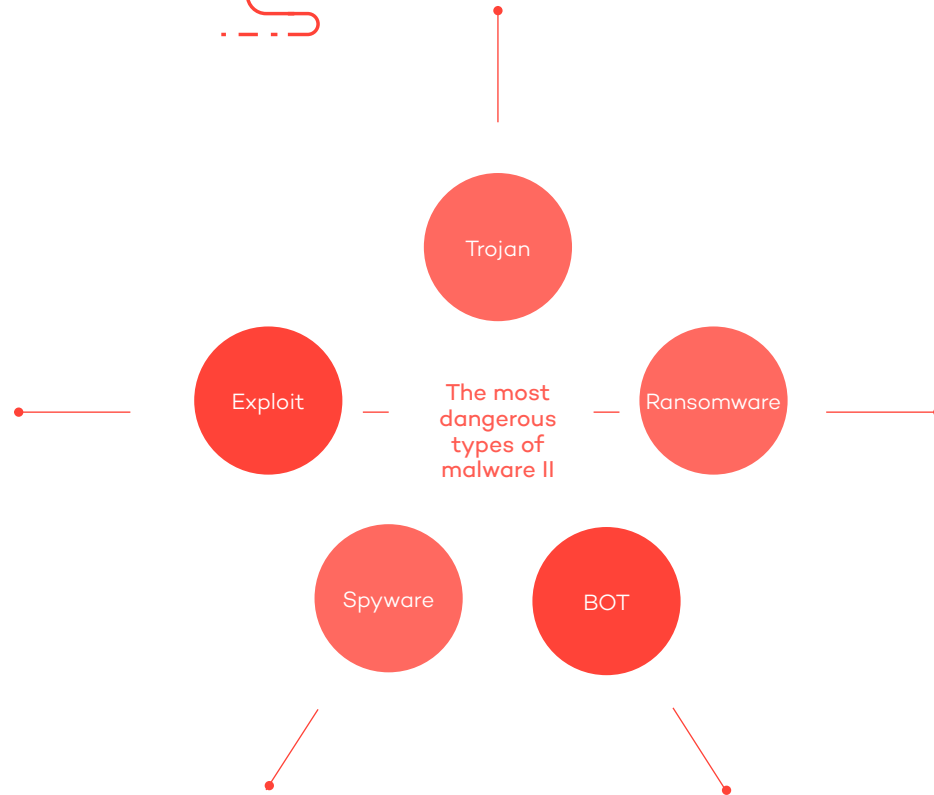 Trojan
Exploit
The most
dangerous
types of
malware II
Ransomware
Spyware
BOT